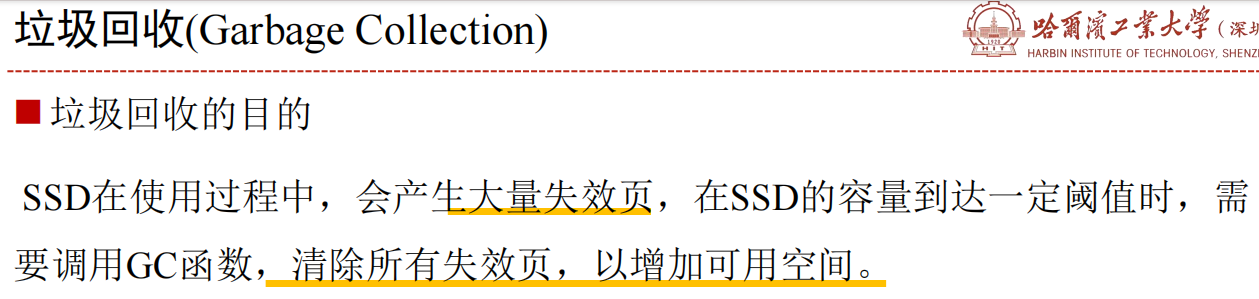 垃圾回收(Garbage Collection)
哈爾濱工業大學(深圳
HARBIN INSTITUTE OF TECHNOLOGY, SHENZ
1920
HIT
垃圾回收的目的
SSD在使用过程中，会产生大量失效页，在SSD的容量到达一定阈值时，需
要调用GC函数，清除所有失效页，以增加可用空间。